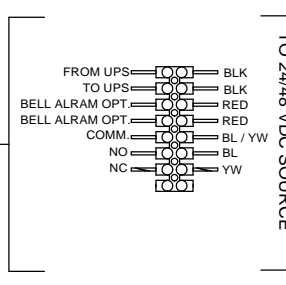 FROM UPS BLK
TO UPS BLK
BELL ALRAM OPT. RED
BELL ALRAM OPT. RED
COMM. BL / YW
NO BL
NC YW
TO 24/48 VDC SOURCE